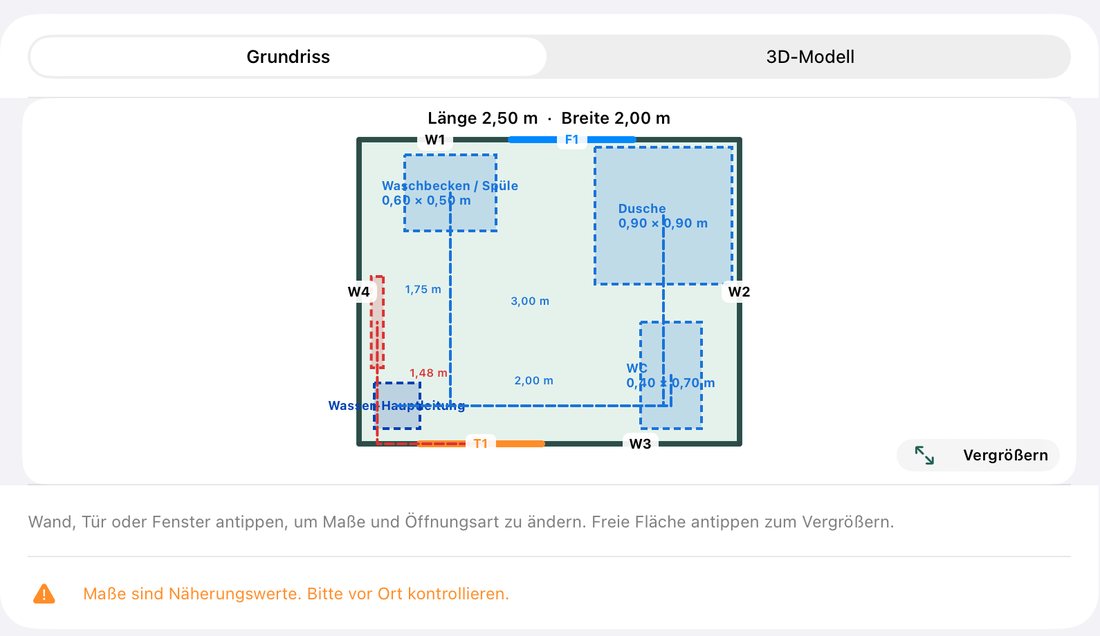 Grundriss
3D-Modell
Länge 2,50 m · Breite 2,00 m
W1
F1
Waschbecken / Spüle
0,60 × 0,50 m
Dusche
0,90 × 0,90 m
W4
1,75 m
3,00 m
W2
1,48 m
2,00 m
WC
0,40 × 0,70 m
Wasser-Hauptleitung
T1
W3
Vergrößern
Wand, Tür oder Fenster antippen, um Maße und Öffnungsart zu ändern. Freie Fläche antippen zum Vergrößern.
Maße sind Näherungswerte. Bitte vor Ort kontrollieren.